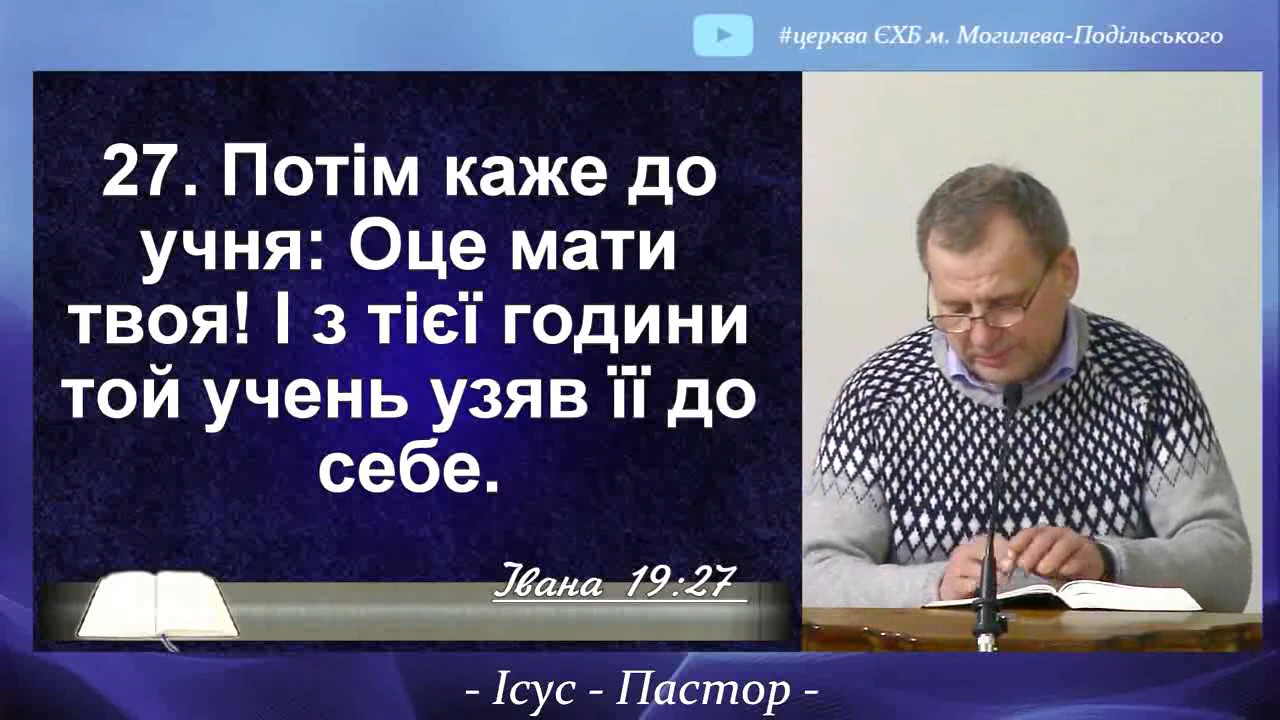 #церква ЄХБ м. Могилева-Подільського
27. Потім каже до
учня: Оце мати
твоя! І з тієї години
той учень узяв її до
себе.
Івана 19:27
- Ісус - Пастор -